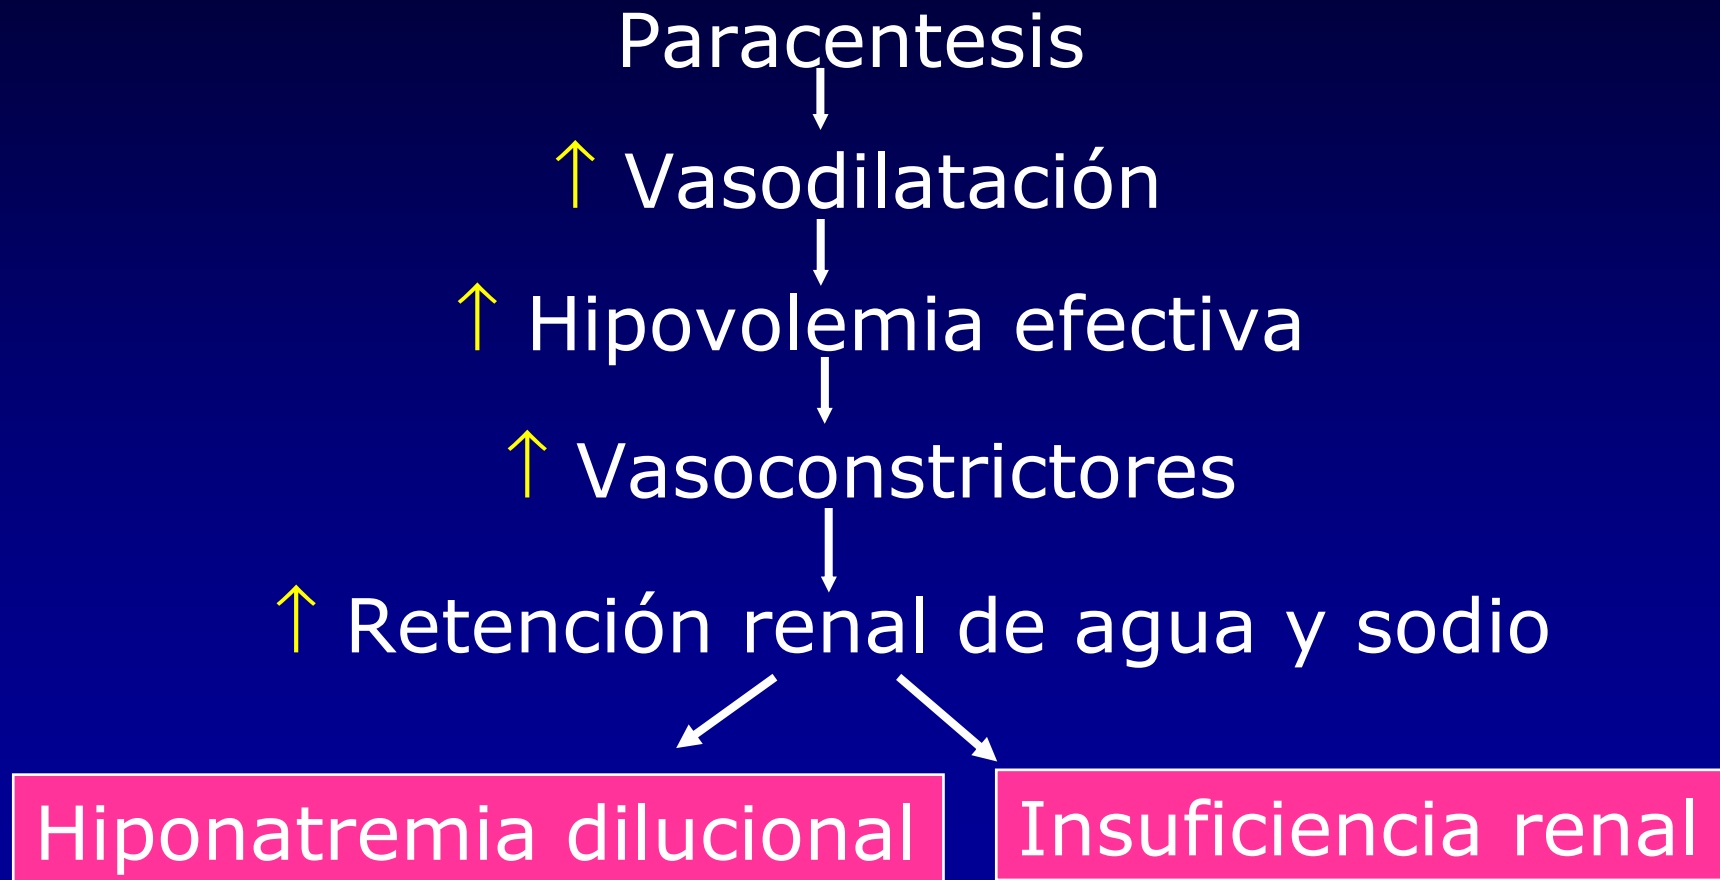 Paracentesis
↑ Vasodilatación
↑ Hipovolemia efectiva
↑ Vasoconstrictores
↑ Retención renal de agua y sodio
Hiponatremia dilucional
Insuficiencia renal